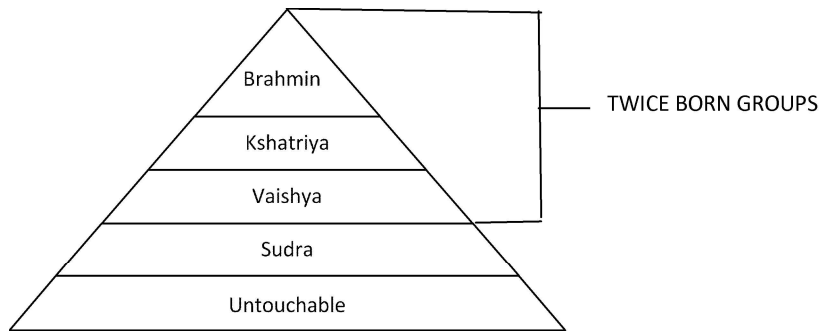 Brahmin
TWICE BORN GROUPS
Kshatriya
Vaishya
Sudra
Untouchable